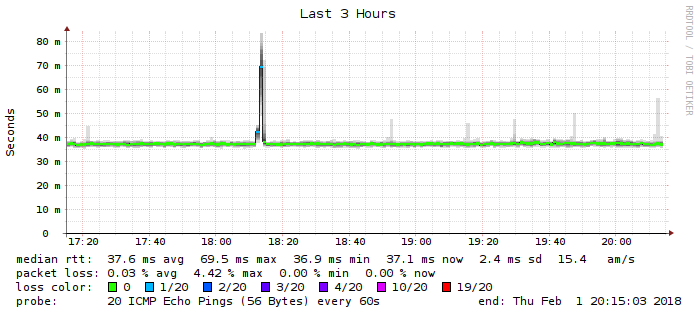 Last 3 Hours
RRDTOOL / TOBI OETIKER
Seconds
80 m
70 m
60 m
50 m
40 m
30 m
20 m
10 m
0
17:20 17:40 18:00 18:20 18:40 19:00 19:20 19:40 20:00
median rtt: 37.6 ms avg 69.5 ms max 36.9 ms min 37.1 ms now 2.4 ms sd 15.4 am/s
packet loss: 0.03 % avg 4.42 % max 0.00 % min 0.00 % now
loss color: 0 1/20 2/20 3/20 4/20 10/20 19/20
probe: 20 ICMP Echo Pings (56 Bytes) every 60s end: Thu Feb 1 20:15:03 2018